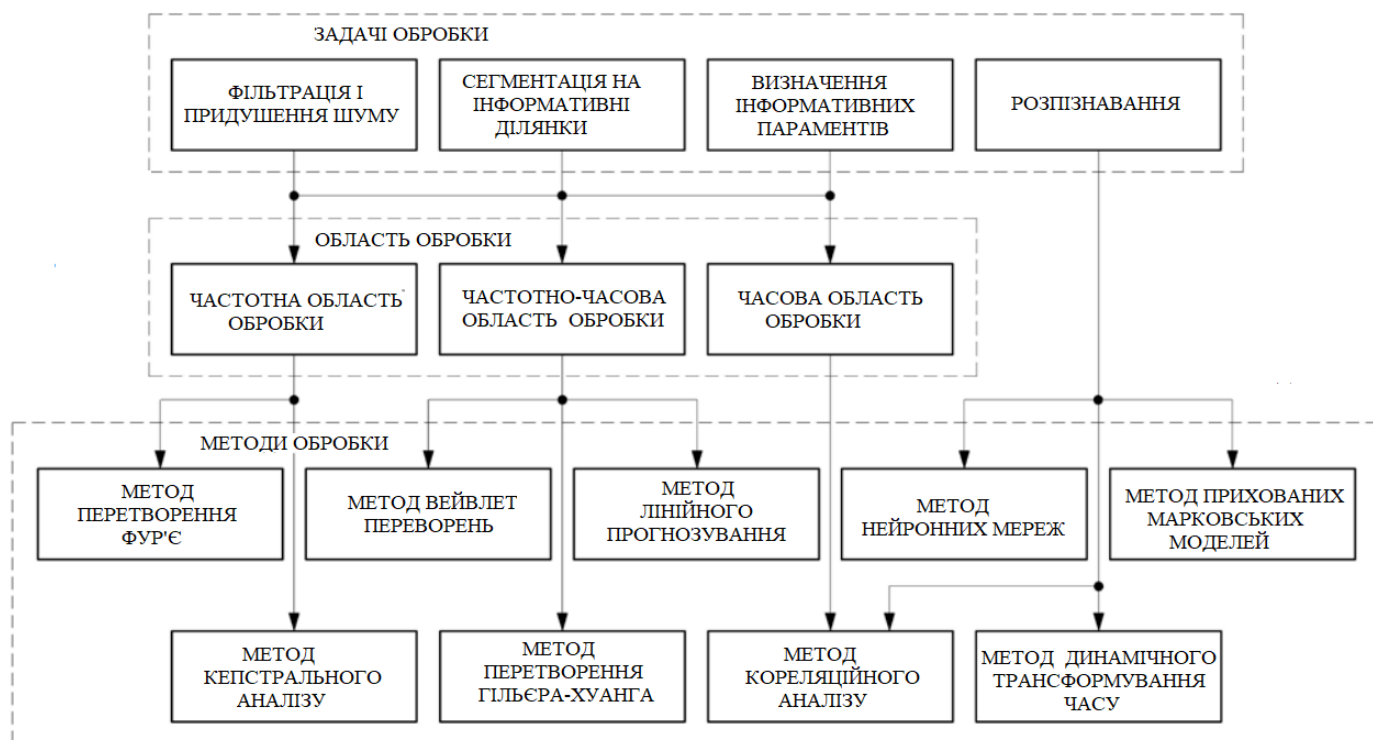 ЗАДАЧІ ОБРОБКИ
ФІЛЬТРАЦІЯ І
ПРИДУШЕННЯ ШУМУ
СЕГМЕНТАЦІЯ НА
ІНФОРМАТИВНІ
ДІЛЯНКИ
ВИЗНАЧЕННЯ
ІНФОРМАТИВНИХ
ПАРАМЕНТІВ
РОЗПІЗНАВАННЯ
ОБЛАСТЬ ОБРОБКИ
ЧАСТОТНА ОБЛАСТЬ
ОБРОБКИ
ЧАСТОТНО-ЧАСОВА
ОБЛАСТЬ ОБРОБКИ
ЧАСОВА ОБЛАСТЬ
ОБРОБКИ
МЕТОДИ ОБРОБКИ
МЕТОД
ПЕРЕТВОРЕННЯ
ФУР'Є
МЕТОД ВЕЙВЛЕТ
ПЕРЕВОРЕНЬ
МЕТОД
ЛІНІЙНОГО
ПРОГНОЗУВАННЯ
МЕТОД
НЕЙРОННИХ МЕРЕЖ
МЕТОД ПРИХОВАНИХ
МАРКОВСЬКИХ
МОДЕЛЕЙ
МЕТОД
КЕПСТРАЛЬНОГО
АНАЛІЗУ
МЕТОД
ПЕРЕТВОРЕННЯ
ГІЛЬЄРА-ХУАНГА
МЕТОД
КОРЕЛЯЦІЙНОГО
АНАЛІЗУ
МЕТОД ДИНАМІЧНОГО
ТРАНСФОРМУВАННЯ
ЧАСУ